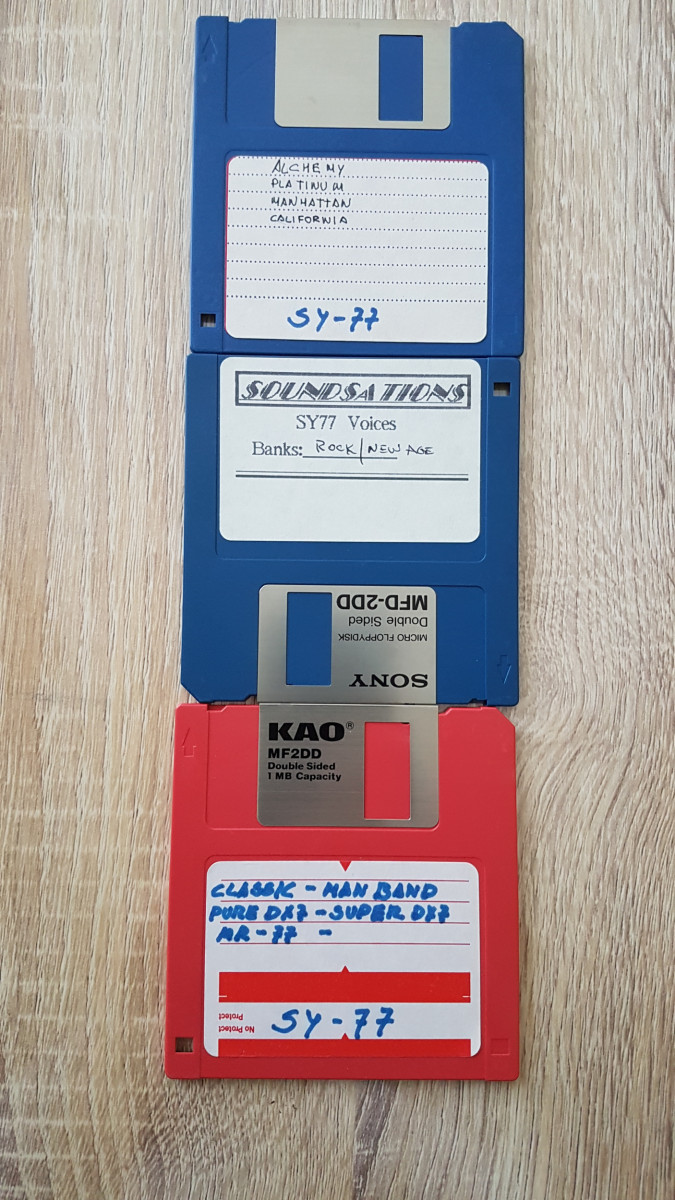 ALCHEMY
PLATINUM
MANHATTAN
CALIFORNIA
SY-77
SOUNDSATIONS
SY77 Voices
Banks: ROCK/NEW AGE
MFD-2DD
Double Sided
MICRO FLOPPYDISK
SONY
KAO®
MF2DD
Double Sided
1 MB Capacity
CLASSIC - MAN BAND
PURE DX7 - SUPER DX7
MR-77 -
Protect
No Protect
SY-77